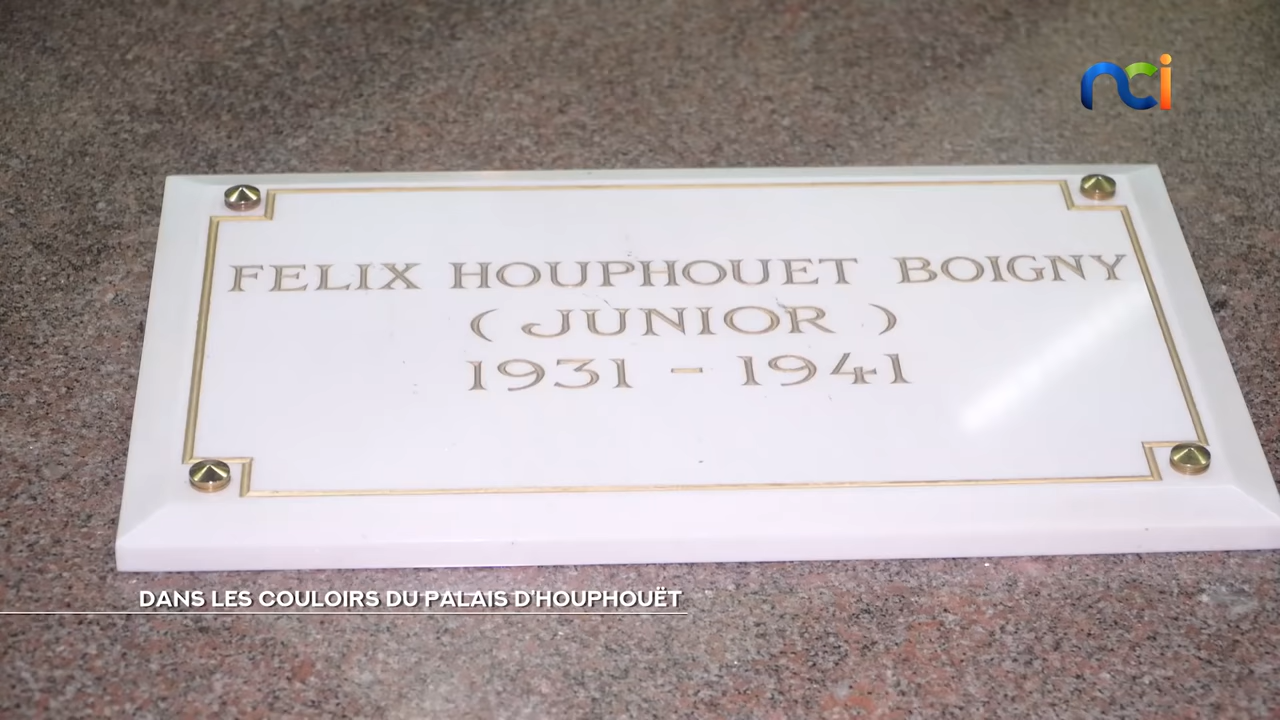 nci
FELIX HOUPHOUET BOIGNY
( JUNIOR )
1931 - 1941
DANS LES COULOIRS DU PALAIS D'HOUPHOUËT